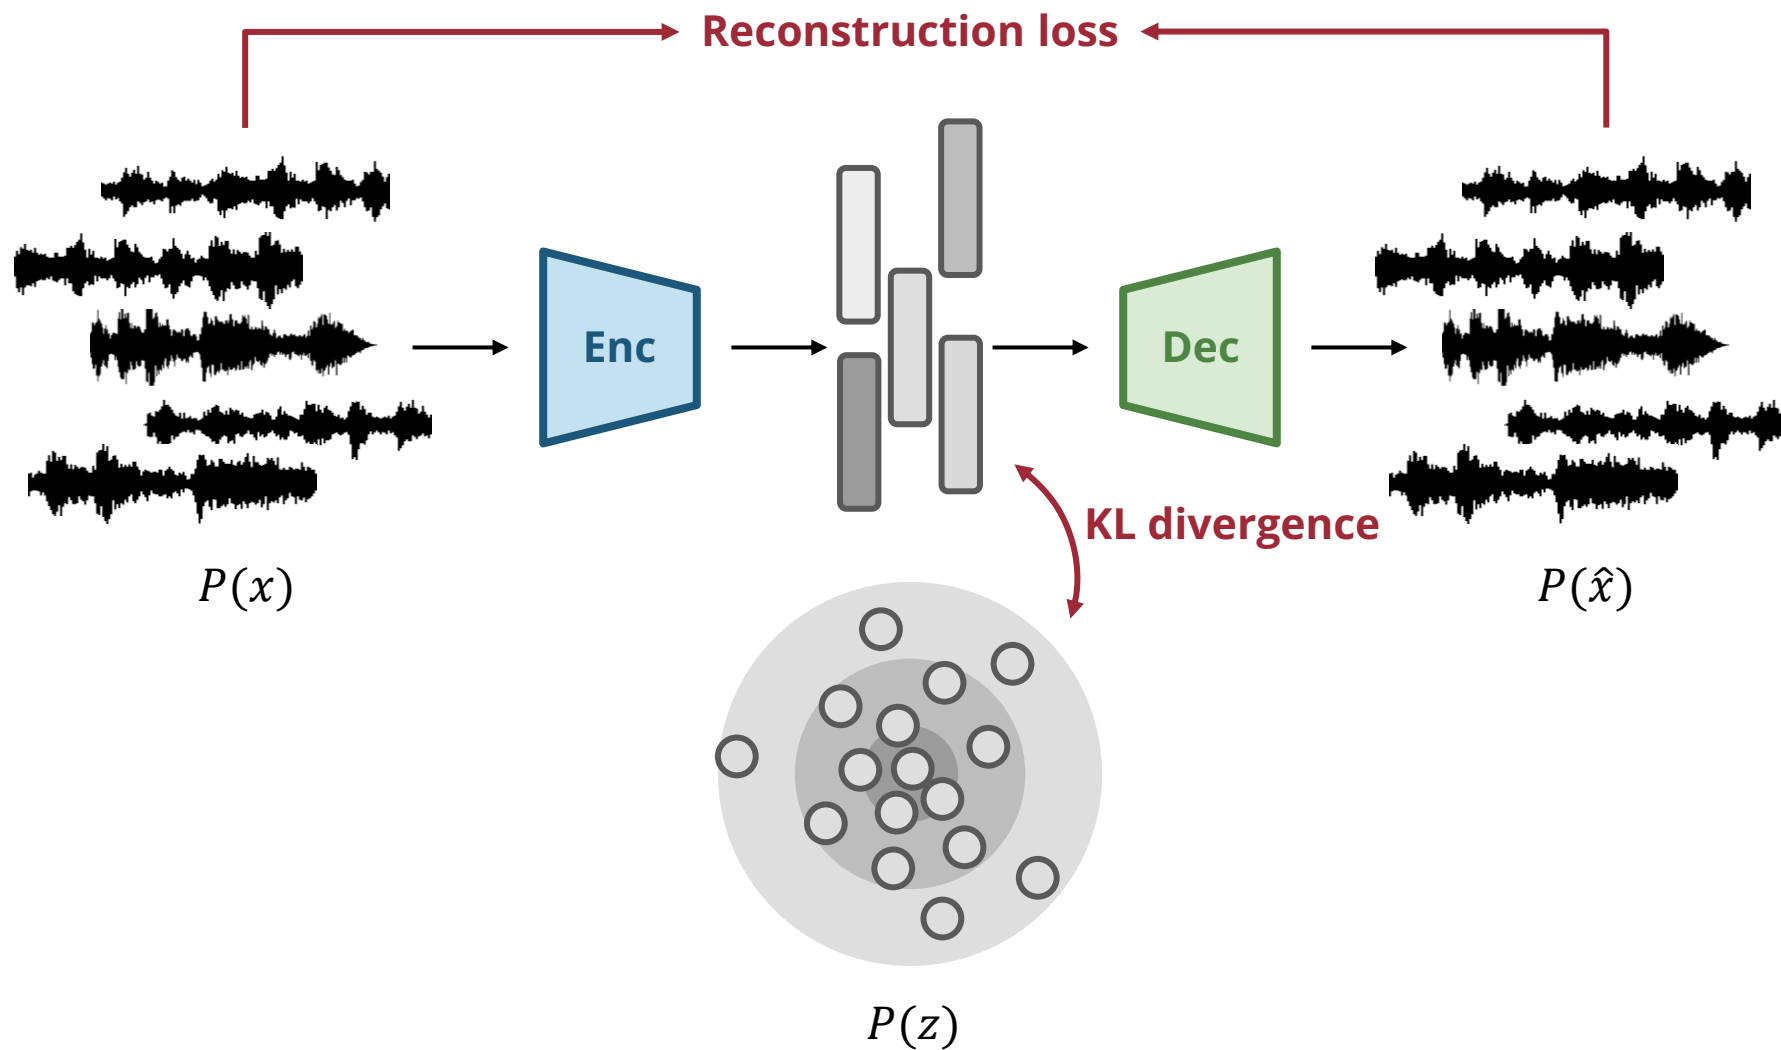 Reconstruction loss
Enc
Dec
KL divergence
P(x)
P(x̂)
P(z)